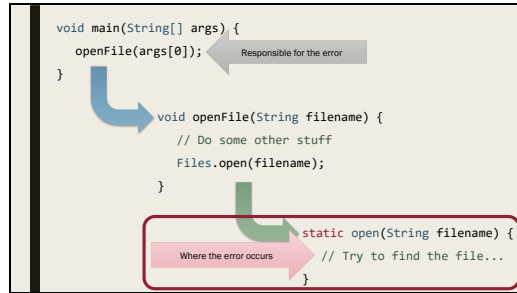 void main(String[] args) {
openFile(args[0]);
Responsible for the error
}
void openFile(String filename) {
// Do some other stuff
Files.open(filename);
}
static open(String filename) {
Where the error occurs
// Try to find the file...
}